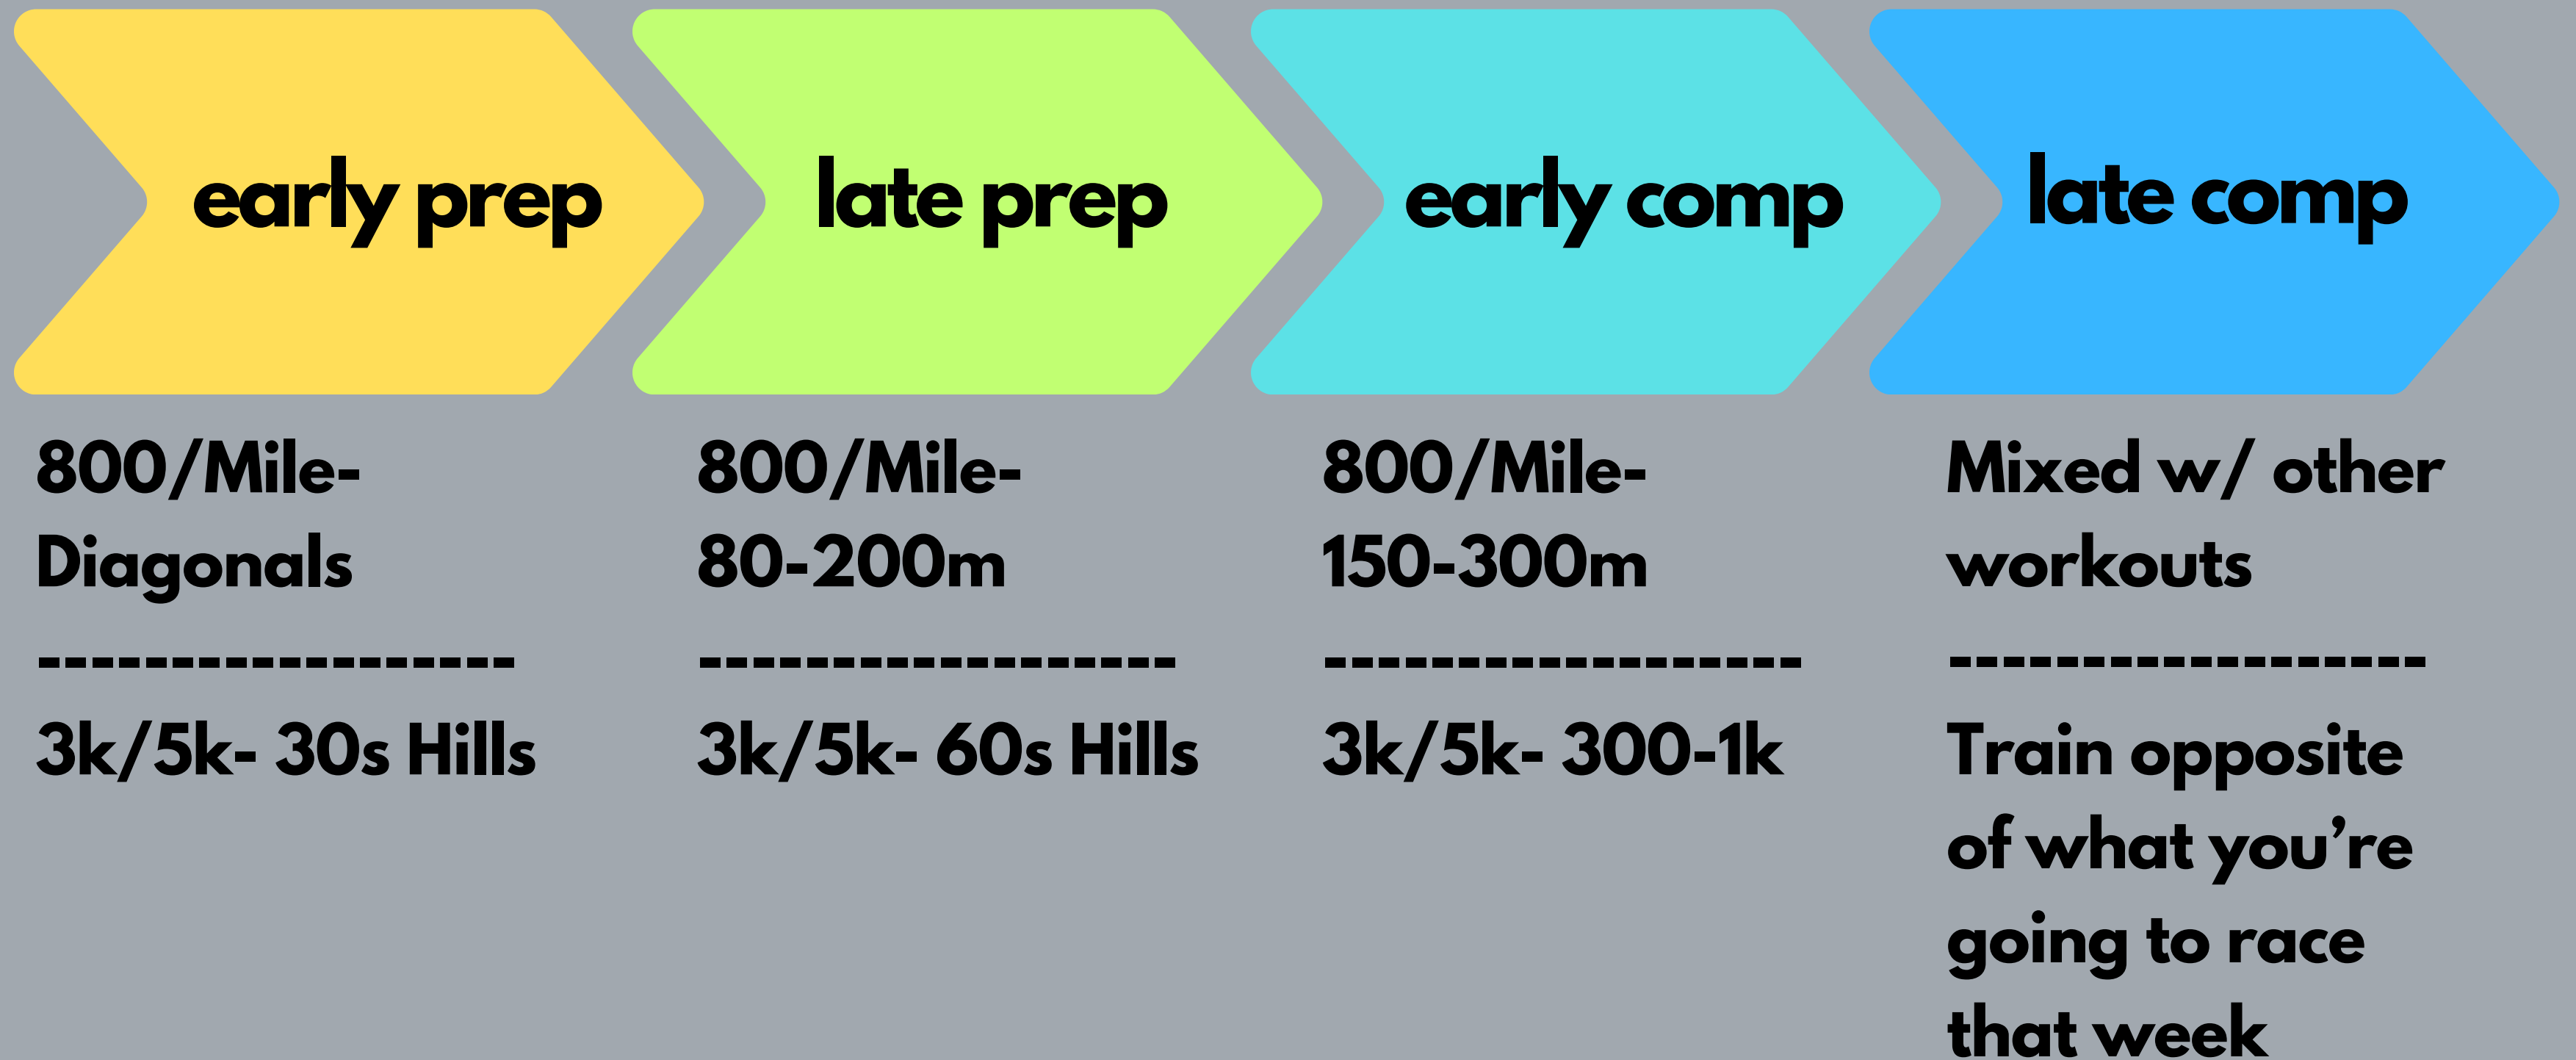 early prep
late prep
early comp
late comp
800/Mile-
Diagonals
------------------
3k/5k- 30s Hills
800/Mile-
80-200m
------------------
3k/5k- 60s Hills
800/Mile-
150-300m
------------------
3k/5k- 300-1k
Mixed w/ other
workouts
------------------
Train opposite
of what you’re
going to race
that week